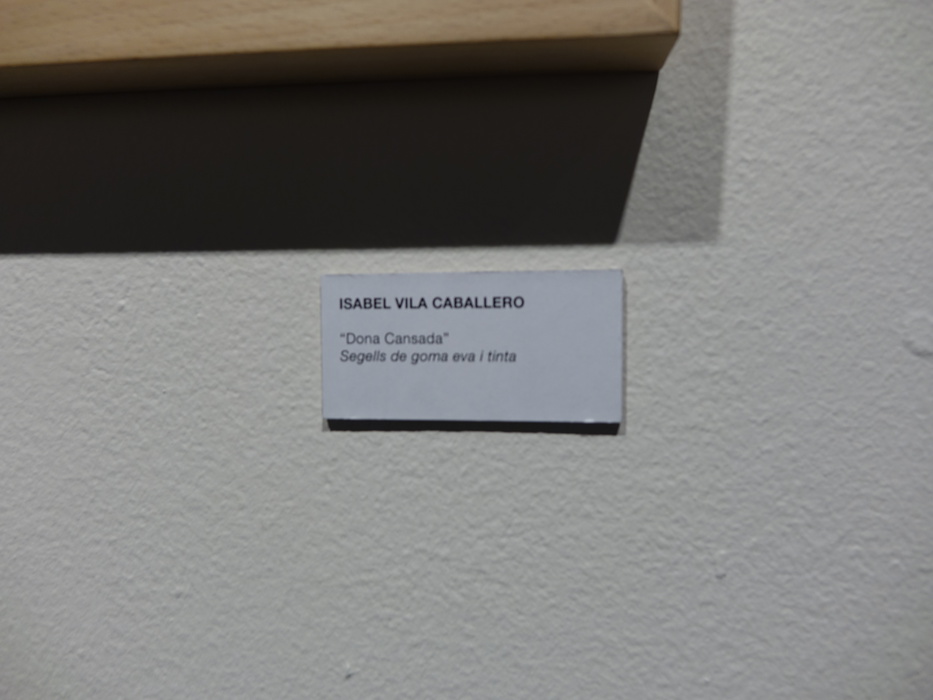 ISABEL VILA CABALLERO
“Dona Cansada”
Segells de goma eva i tinta